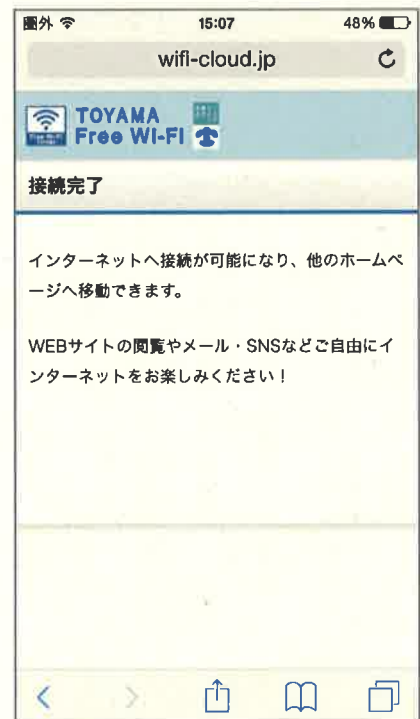 圏外 15:07 48%
wifi-cloud.jp
TOYAMA
Free Wi-Fi
接続完了
インターネットへ接続が可能になり、他のホームペ
ージへ移動できます。
WEBサイトの閲覧やメール・SNSなどご自由にイ
ンターネットをお楽しみください！